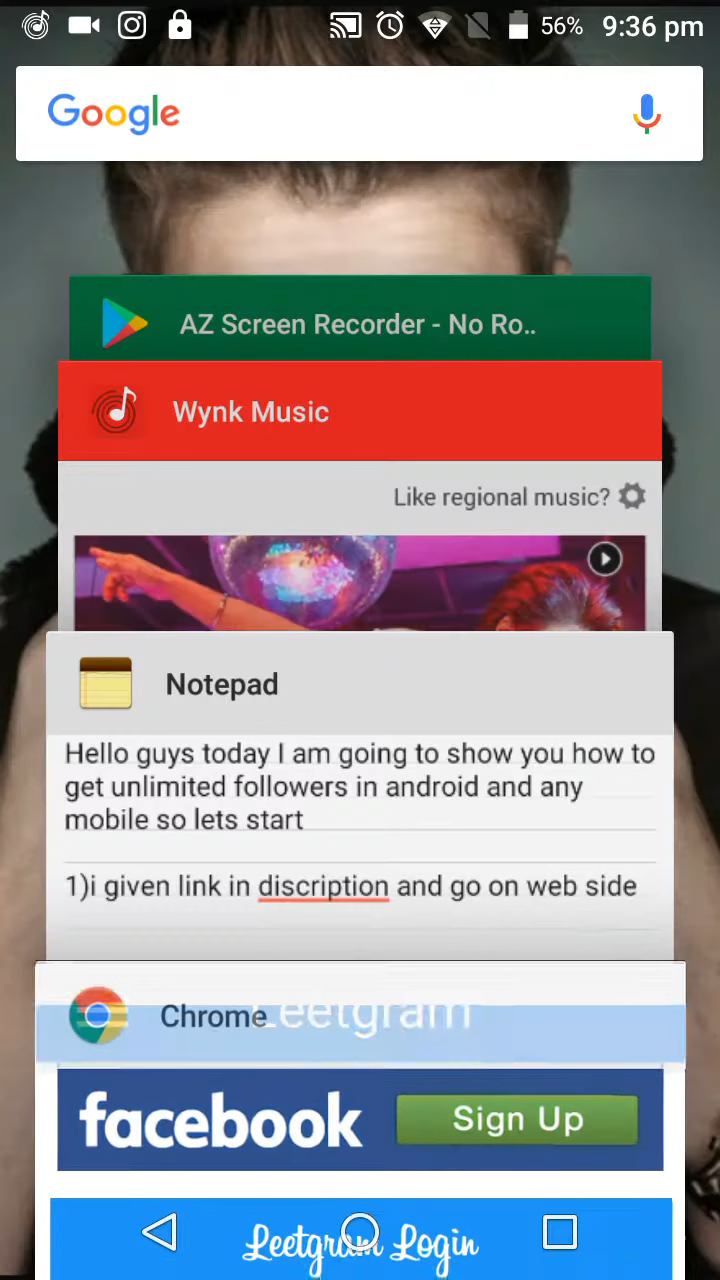 56% 9:36 pm
Google
AZ Screen Recorder - No Ro..
Wynk Music
Like regional music?
Notepad
Hello guys today I am going to show you how to
get unlimited followers in android and any
mobile so lets start
1)i given link in discription and go on web side
Chrome
Leetgram
facebook
Sign Up
Leetgram Login